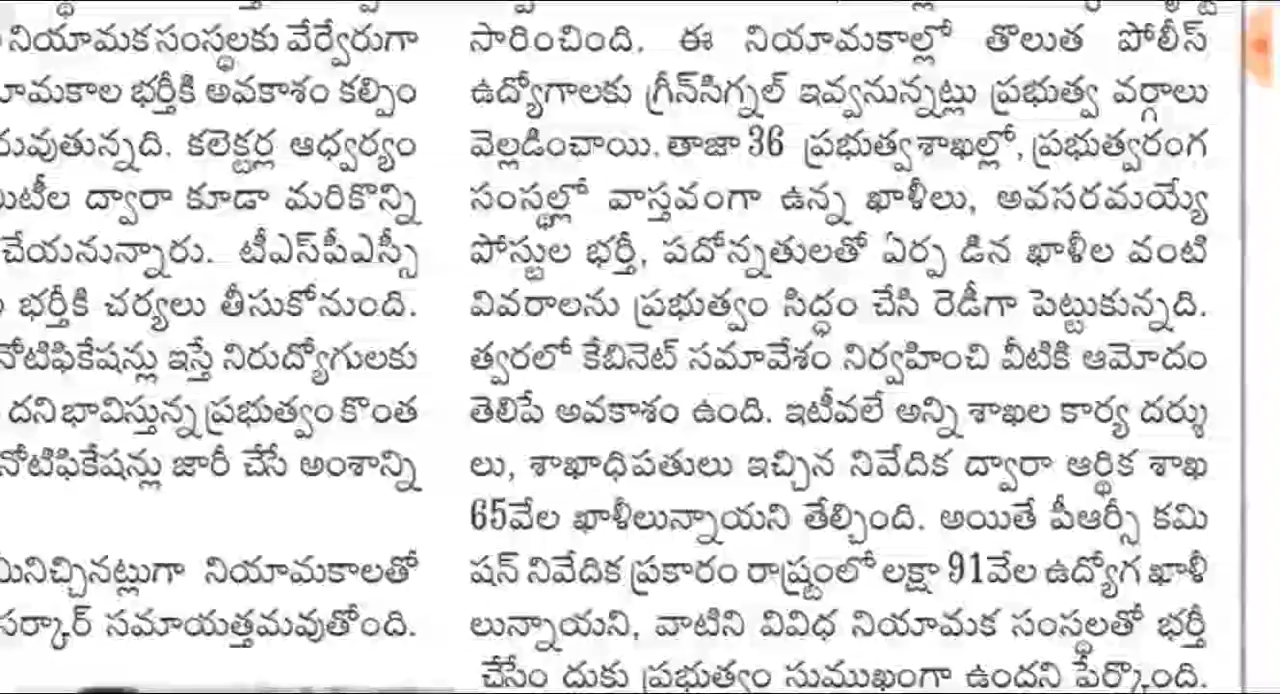 నియామక సంస్థలకు వేర్వేరుగా
భర్తీకి అవకాశం కల్పిం
కలెక్టర్ల ఆధ్వర్యం
ద్వారా కూడా మరికొన్ని
చేయనున్నారు. టీఎస్‌పీఎస్సీ
భర్తీకి చర్యలు తీసుకోనుంది.
నోటిఫికేషన్లు ఇస్తే నిరుద్యోగులకు
దని భావిస్తున్న ప్రభుత్వం కొంత
నోటిఫికేషన్లు జారీ చేసే అంశాన్ని
నియామకాలతో
సర్కార్ సమాయత్తమవుతోంది.
సారించింది. ఈ నియామకాల్లో తొలుత పోలీస్
ఉద్యోగాలకు గ్రీన్‌సిగ్నల్ ఇవ్వనున్నట్లు ప్రభుత్వ వర్గాలు
వెల్లడించాయి. తాజా 36 ప్రభుత్వశాఖల్లో, ప్రభుత్వరంగ
సంస్థల్లో వాస్తవంగా ఉన్న ఖాళీలు, అవసరమయ్యే
పోస్టుల భర్తీ, పదోన్నతులతో ఏర్ప డిన ఖాళీల వంటి
వివరాలను ప్రభుత్వం సిద్ధం చేసి రెడీగా పెట్టుకున్నది.
త్వరలో కేబినెట్ సమావేశం నిర్వహించి వీటికి ఆమోదం
తెలిపే అవకాశం ఉంది. ఇటీవలే అన్ని శాఖల కార్య దర్శు
లు, శాఖాధిపతులు ఇచ్చిన నివేదిక ద్వారా ఆర్థిక శాఖ
65వేల ఖాళీలున్నాయని తేల్చింది. అయితే పీఆర్సీ కమి
షన్ నివేదిక ప్రకారం రాష్ట్రంలో లక్షా 91వేల ఉద్యోగ ఖాళీ
లున్నాయని, వాటిని వివిధ నియామక సంస్థలతో భర్తీ
చేసేం దుకు ప్రభుత్వం సుముఖంగా ఉందని పేర్కొంది.